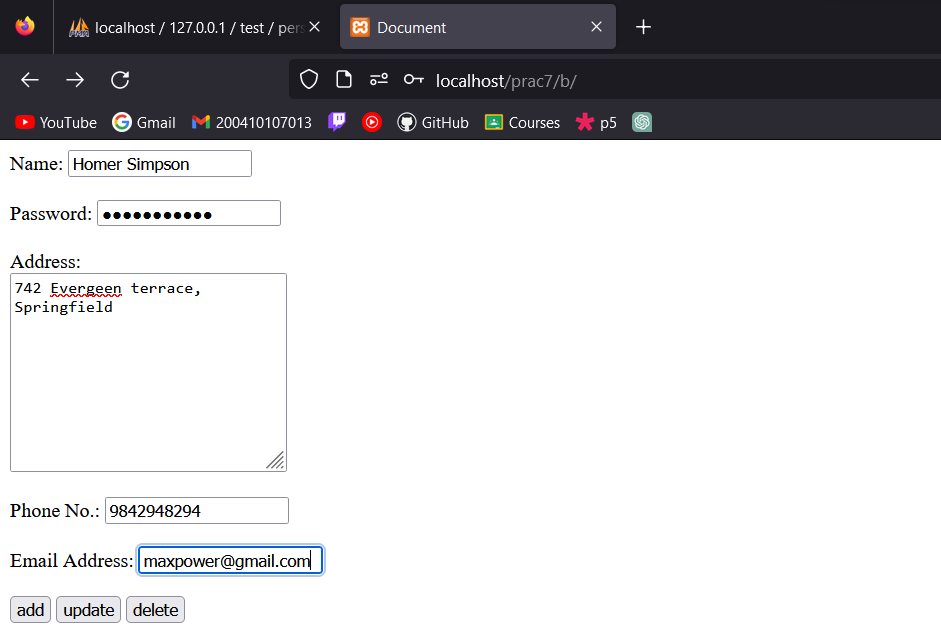 localhost / 127.0.0.1 / test / pers
Document
localhost/prac7/b/
YouTube Gmail 200410107013 GitHub Courses p5
Name: Homer Simpson
Password: ●●●●●●●●●●●
Address:
742 Evergeen terrace,
Springfield
Phone No.: 9842948294
Email Address: maxpower@gmail.com
add update delete